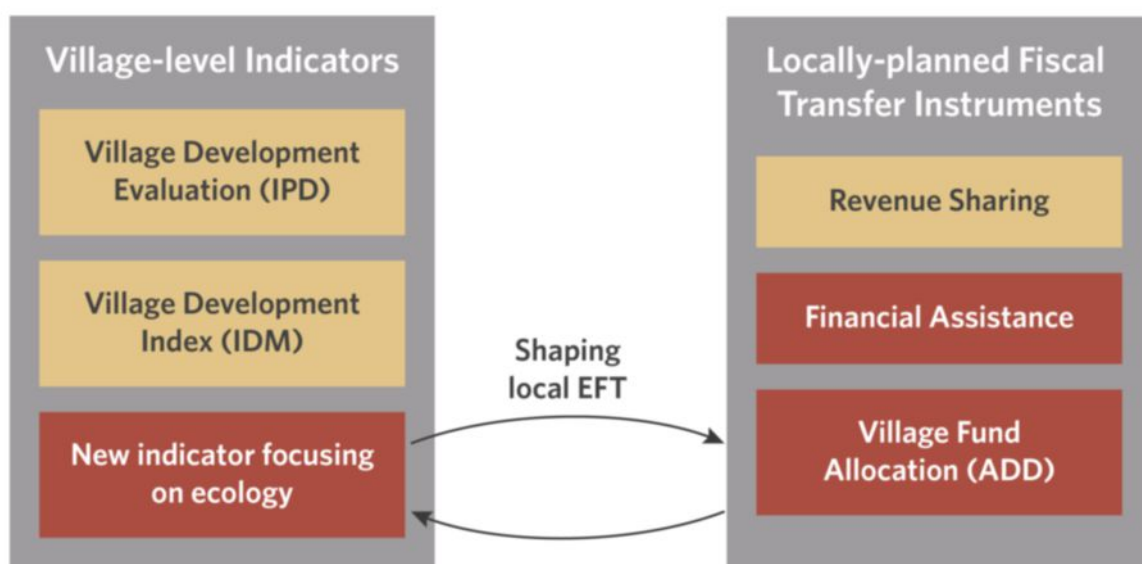 Village-level Indicators
Village Development
Evaluation (IPD)
Village Development
Index (IDM)
New indicator focusing
on ecology
Shaping
local EFT
Locally-planned Fiscal
Transfer Instruments
Revenue Sharing
Financial Assistance
Village Fund
Allocation (ADD)